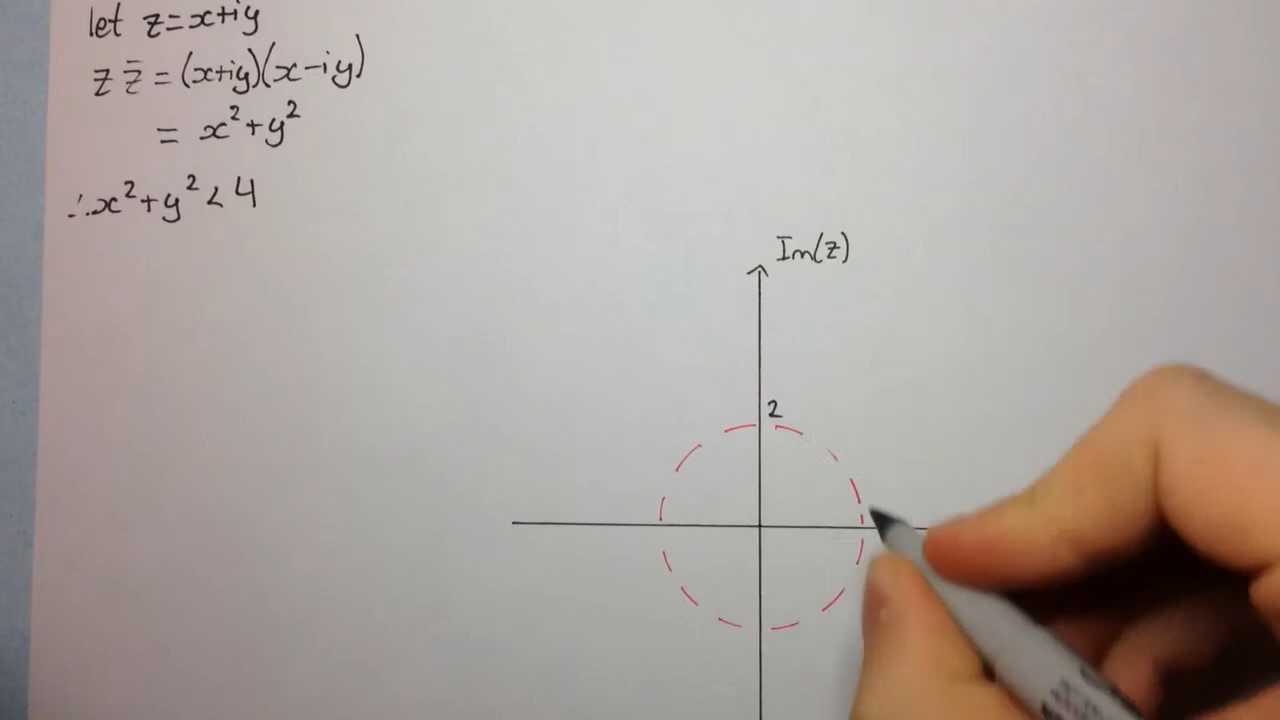 let z=x+iy
z z̄ = (x+iy)(x-iy)
= x²+y²
∴x²+y²<4
Im(z)
2